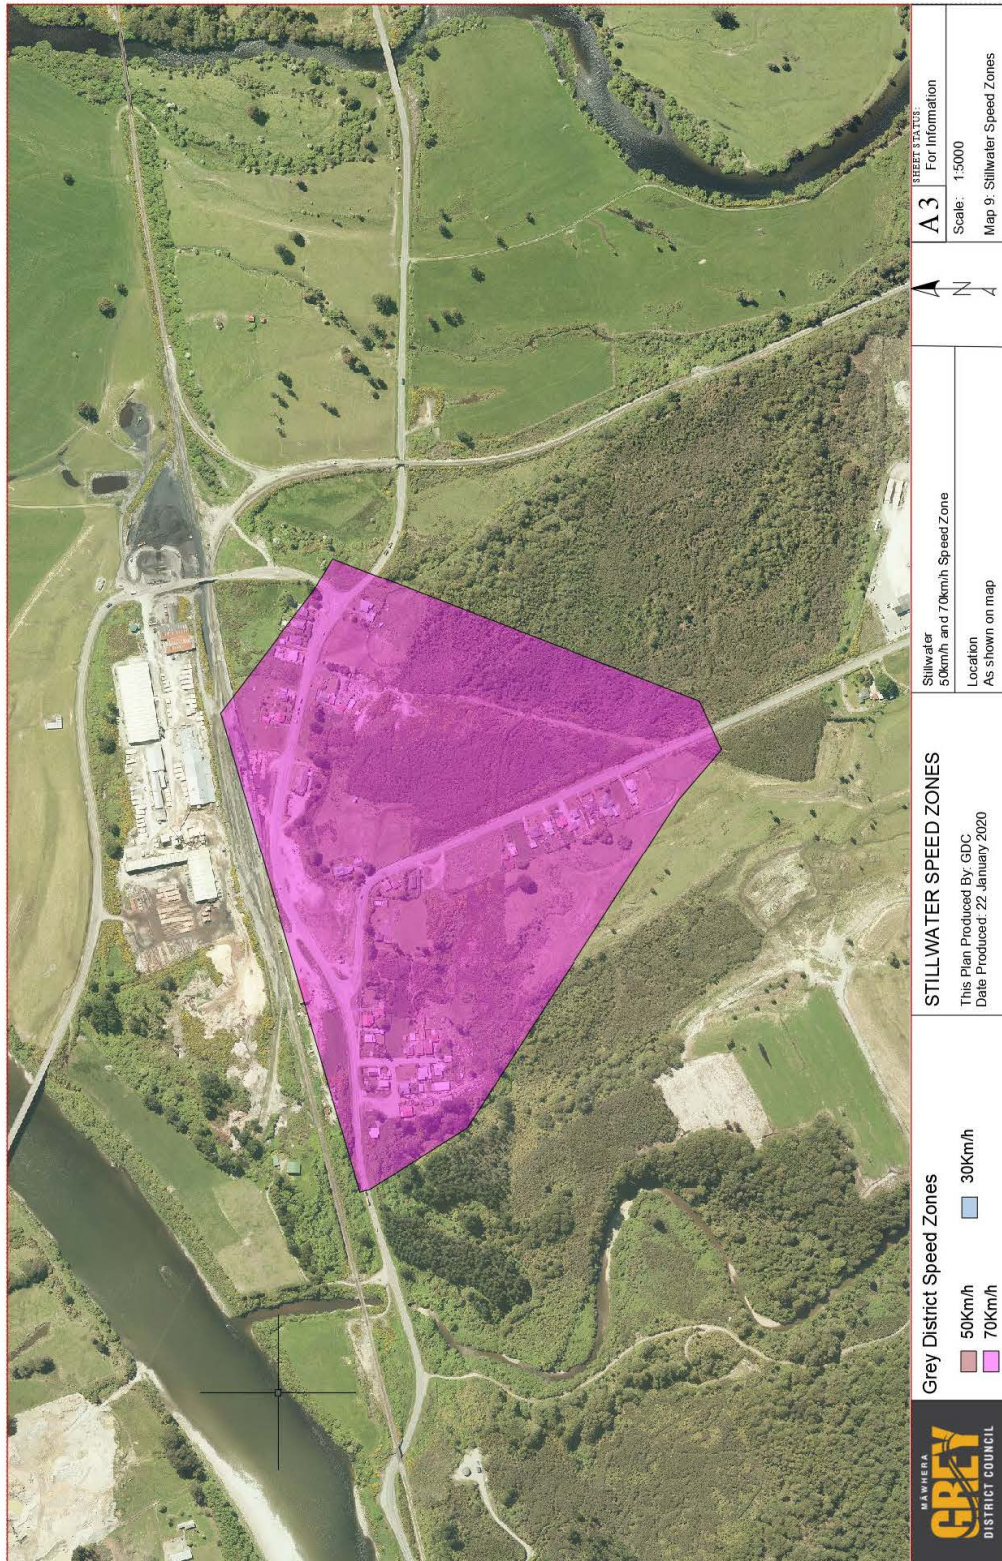 MĀWHERA
GREY
DISTRICT COUNCIL
Grey District Speed Zones
50Km/h
30Km/h
70Km/h
STILLWATER SPEED ZONES
This Plan Produced By: GDC
Date Produced: 22 January 2020
Stillwater
50km/h and 70km/h Speed Zone
Location
As shown on map
N
A3
SHEET STATUS:
For Information
Scale: 1:5000
Map 9: Stillwater Speed Zones